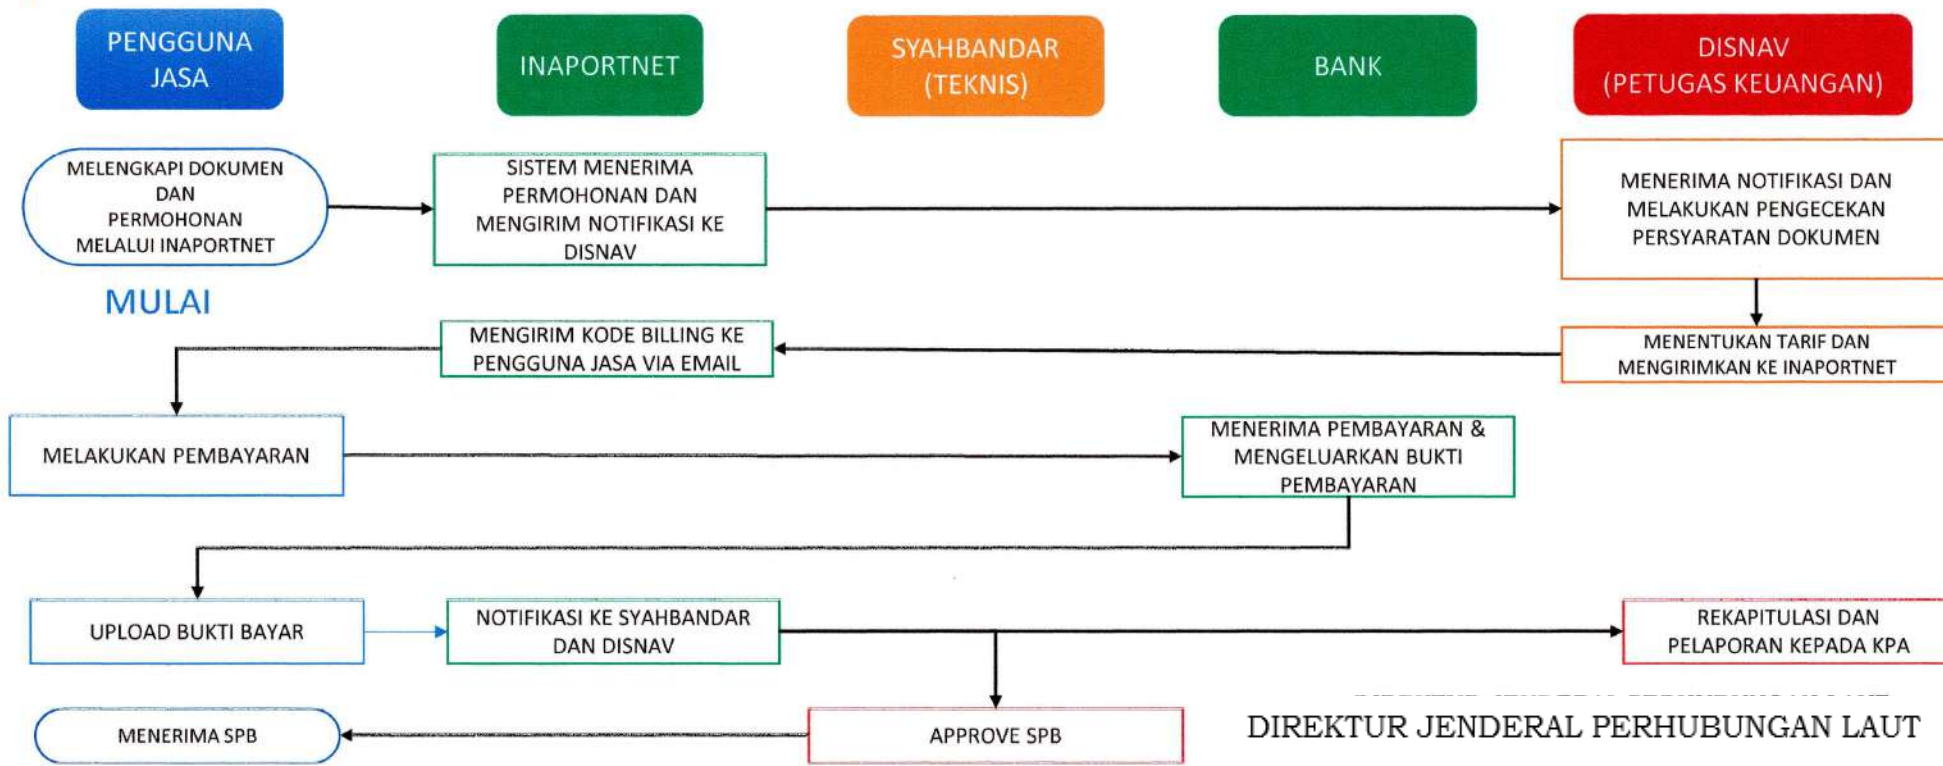 PENGGUNA
JASA
INAPORTNET
SYAHBANDAR
(TEKNIS)
BANK
DISNAV
(PETUGAS KEUANGAN)
MELENGKAPI DOKUMEN
DAN
PERMOHONAN
MELALUI INAPORTNET
SISTEM MENERIMA
PERMOHONAN DAN
MENGIRIM NOTIFIKASI KE
DISNAV
MENERIMA NOTIFIKASI DAN
MELAKUKAN PENGECEKAN
PERSYARATAN DOKUMEN
MULAI
MENGIRIM KODE BILLING KE
PENGGUNA JASA VIA EMAIL
MENENTUKAN TARIF DAN
MENGIRIMKAN KE INAPORTNET
MELAKUKAN PEMBAYARAN
MENERIMA PEMBAYARAN &
MENGELUARKAN BUKTI
PEMBAYARAN
UPLOAD BUKTI BAYAR
NOTIFIKASI KE SYAHBANDAR
DAN DISNAV
REKAPITULASI DAN
PELAPORAN KEPADA KPA
MENERIMA SPB
APPROVE SPB
DIREKTUR JENDERAL PERHUBUNGAN LAUT